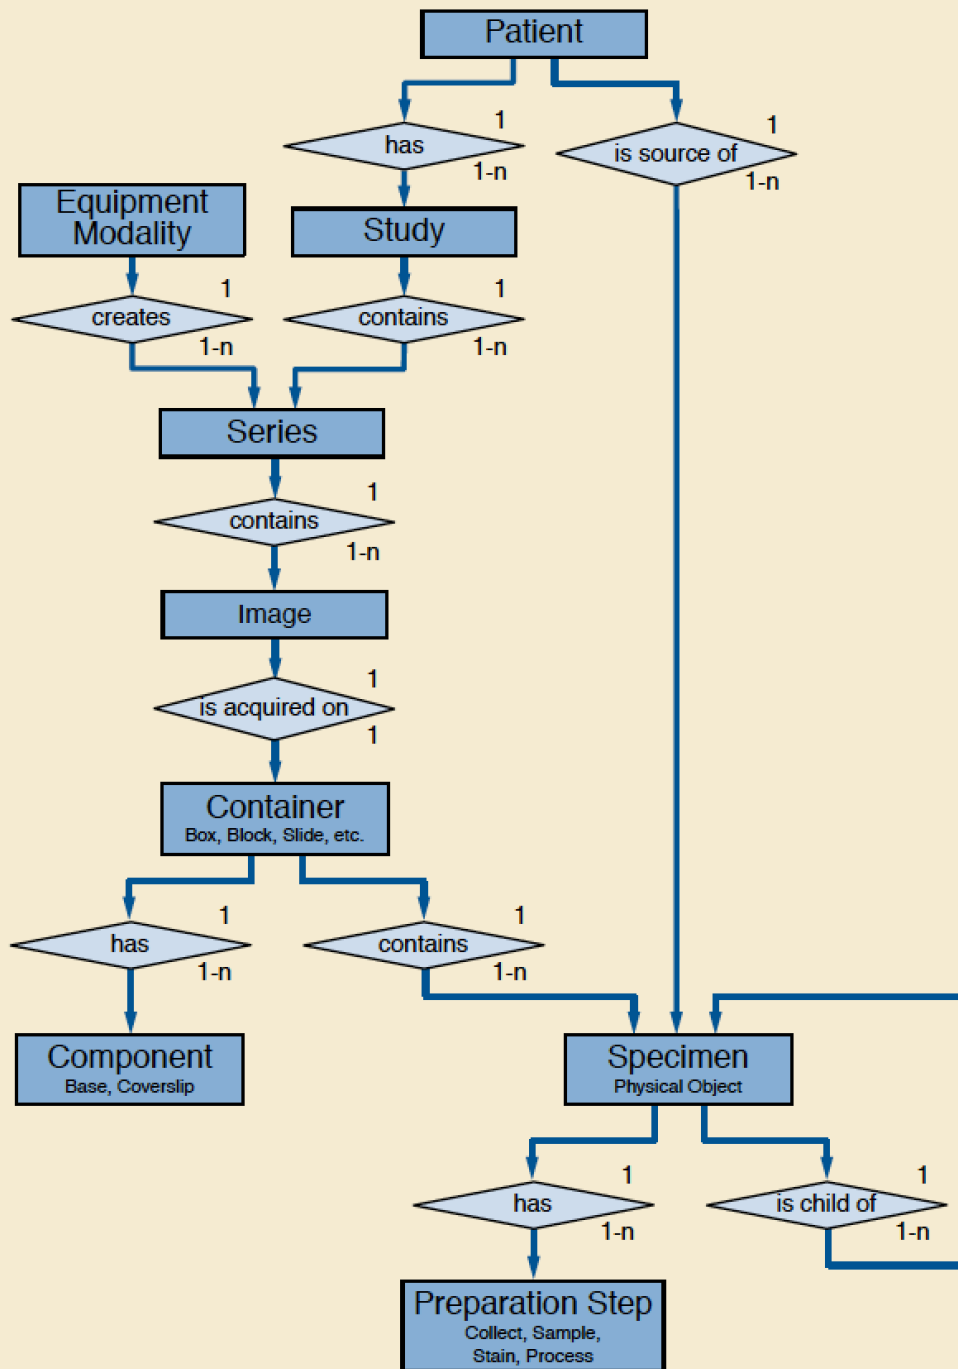 Patient
1
has
1-n
1
is source of
1-n
Equipment
Modality
Study
1
creates
1-n
1
contains
1-n
Series
1
contains
1-n
Image
1
is acquired on
1
Container
Box, Block, Slide, etc.
1
has
1-n
1
contains
1-n
Component
Base, Coverslip
Specimen
Physical Object
1
has
1-n
1
is child of
1-n
Preparation Step
Collect, Sample,
Stain, Process